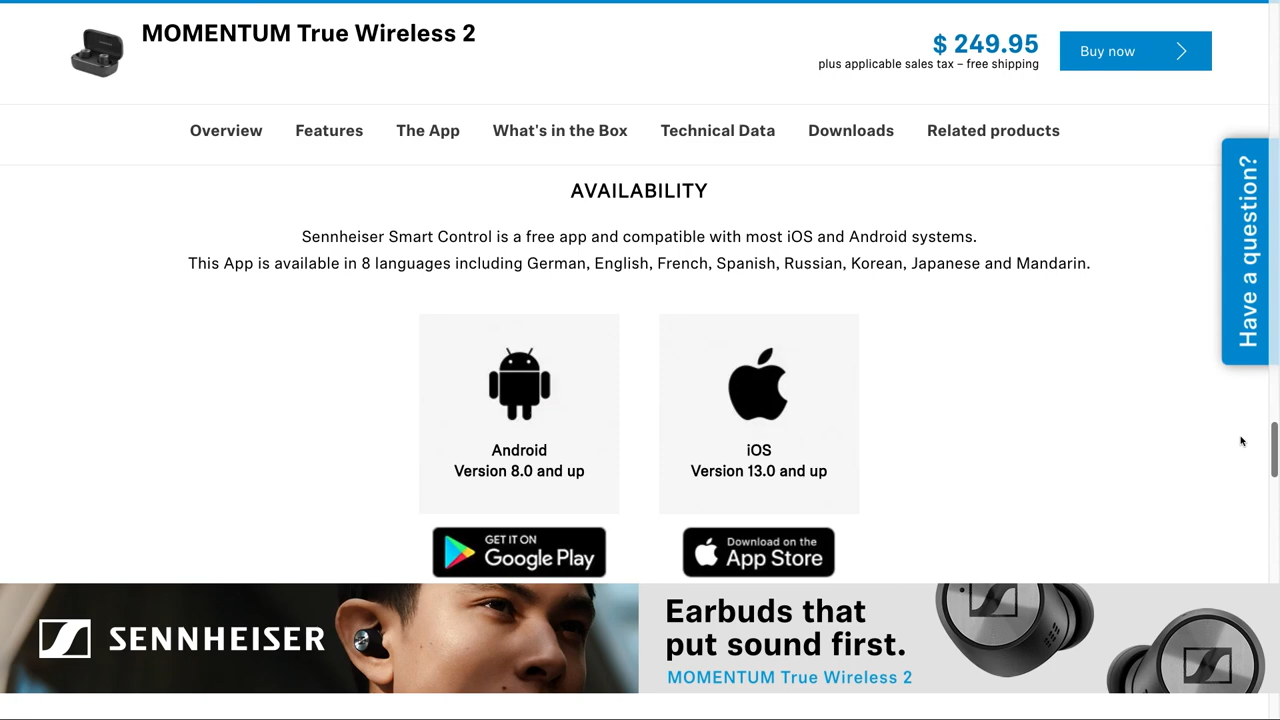 MOMENTUM True Wireless 2
$ 249.95
plus applicable sales tax – free shipping
Buy now
Overview
Features
The App
What's in the Box
Technical Data
Downloads
Related products
Have a question?
AVAILABILITY
Sennheiser Smart Control is a free app and compatible with most iOS and Android systems.
This App is available in 8 languages including German, English, French, Spanish, Russian, Korean, Japanese and Mandarin.
Android
Version 8.0 and up
iOS
Version 13.0 and up
GET IT ON
Google Play
Download on the
App Store
SENNHEISER
Earbuds that
put sound first.
MOMENTUM True Wireless 2